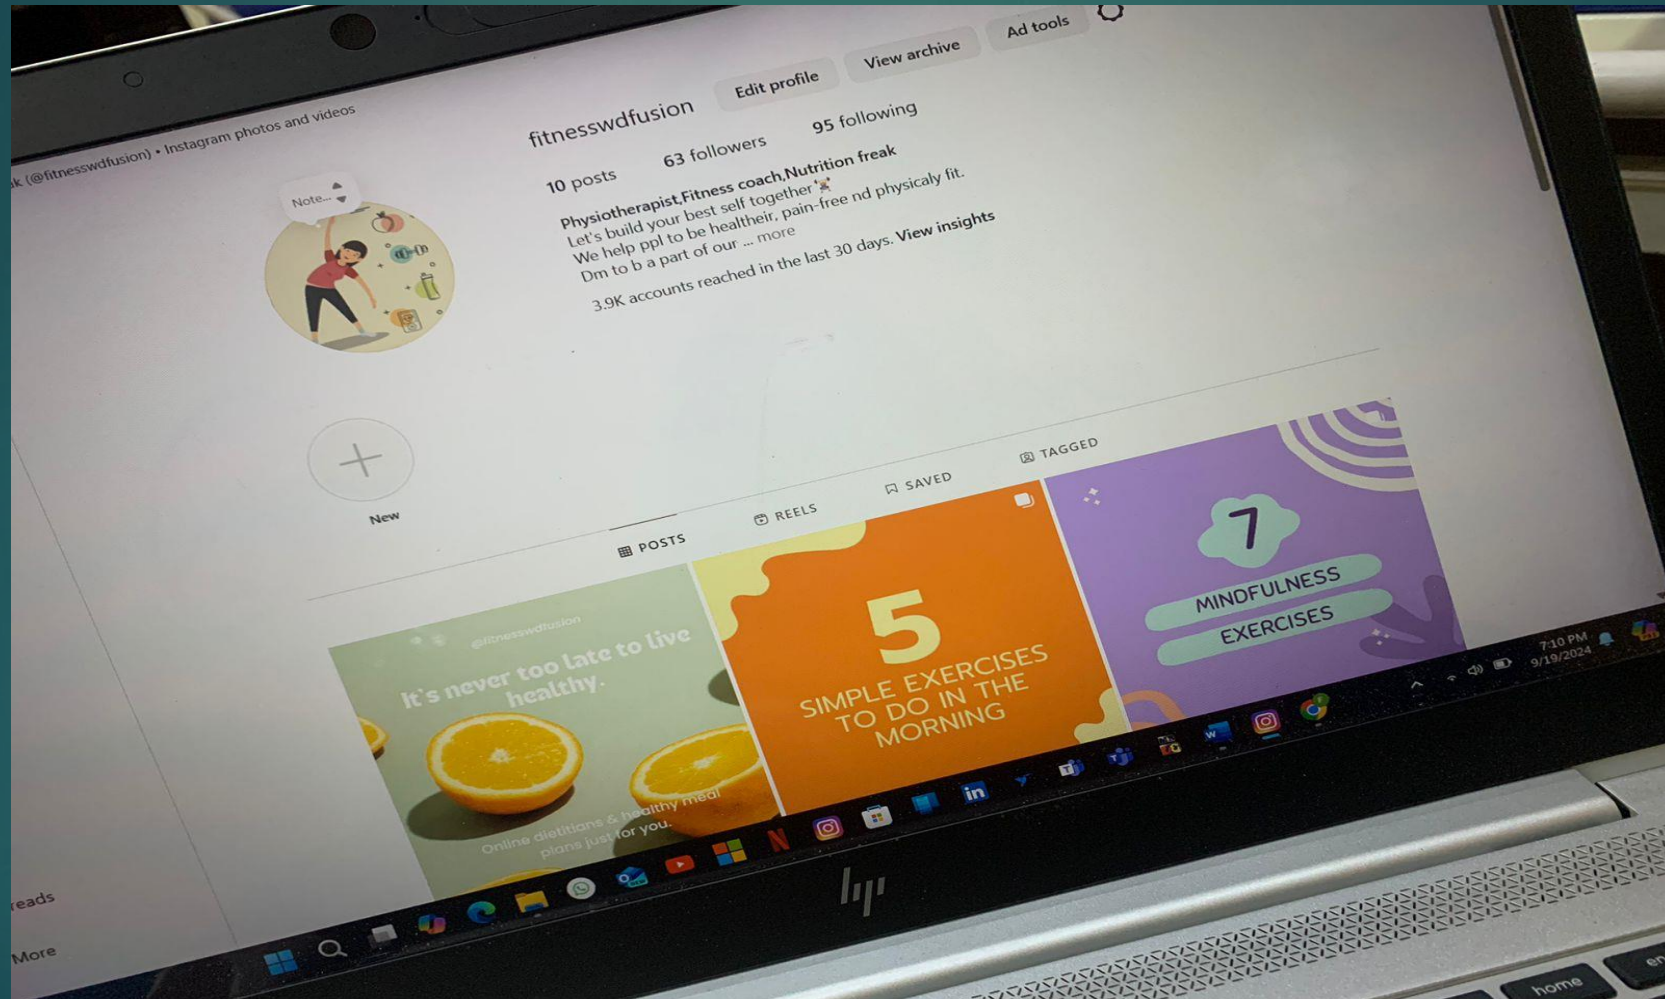 (@fitnesswdfusion) • Instagram photos and videos
fitnesswdfusion
Edit profile
View archive
Ad tools
10 posts
63 followers
95 following
Physiotherapist,Fitness coach,Nutrition freak
Let's build your best self together
We help ppl to be healtheir, pain-free nd physicaly fit.
Dm to b a part of our ... more
3.9K accounts reached in the last 30 days. View insights
Note...
New
POSTS
REELS
SAVED
TAGGED
@fitnesswdfusion
It's never too late to live
healthy.
Online dietitians & healthy meal
plans just for you.
5
SIMPLE EXERCISES
TO DO IN THE
MORNING
7
MINDFULNESS
EXERCISES
More
7:10 PM
9/19/2024
hp
home